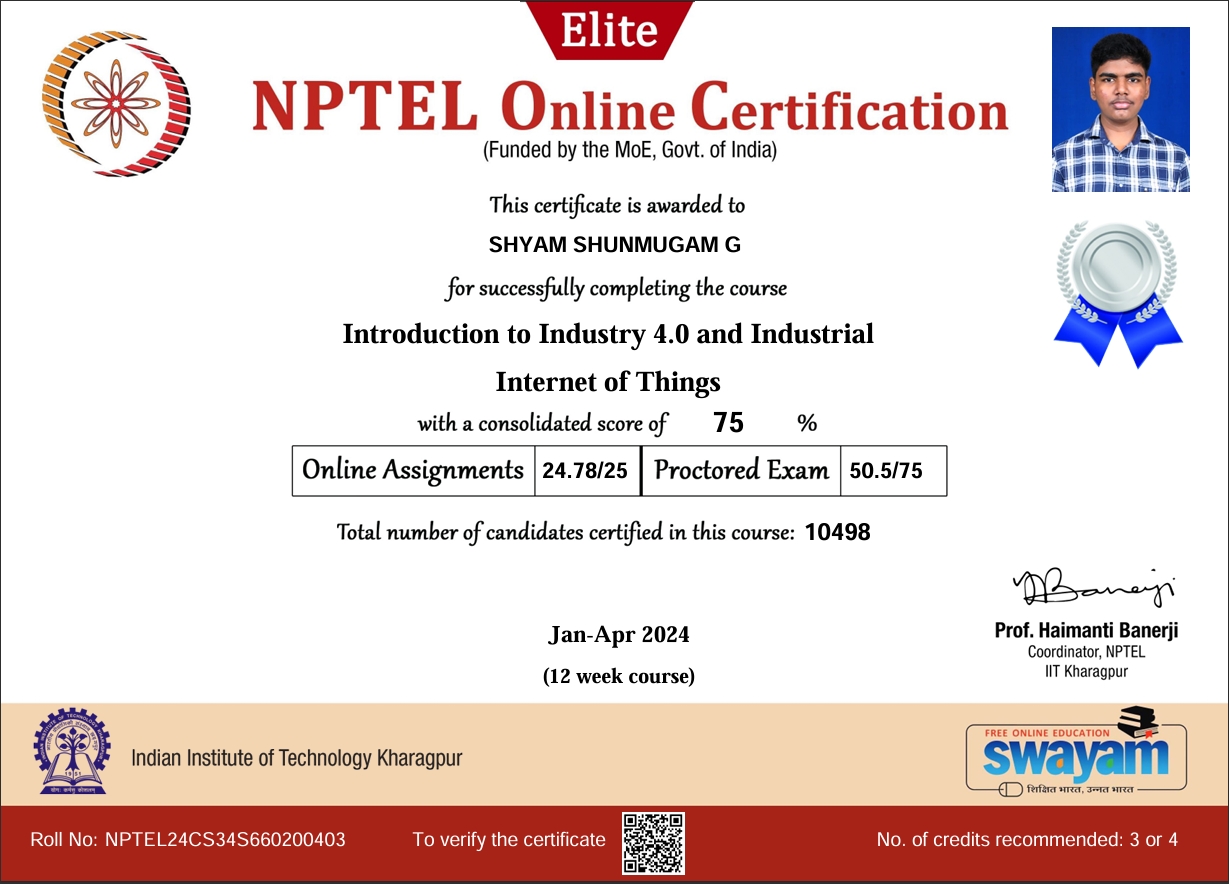 Elite
NPTEL Online Certification
(Funded by the MoE, Govt. of India)
This certificate is awarded to
SHYAM SHUNMUGAM G
for successfully completing the course
Introduction to Industry 4.0 and Industrial
Internet of Things
with a consolidated score of 75 %
Online Assignments 24.78/25 Proctored Exam 50.5/75
Total number of candidates certified in this course: 10498
Prof. Haimanti Banerji
Coordinator, NPTEL
IIT Kharagpur
Jan-Apr 2024
(12 week course)
Indian Institute of Technology Kharagpur
FREE ONLINE EDUCATION
swayam
शिक्षित भारत, उन्नत भारत
Roll No: NPTEL24CS34S660200403 To verify the certificate No. of credits recommended: 3 or 4